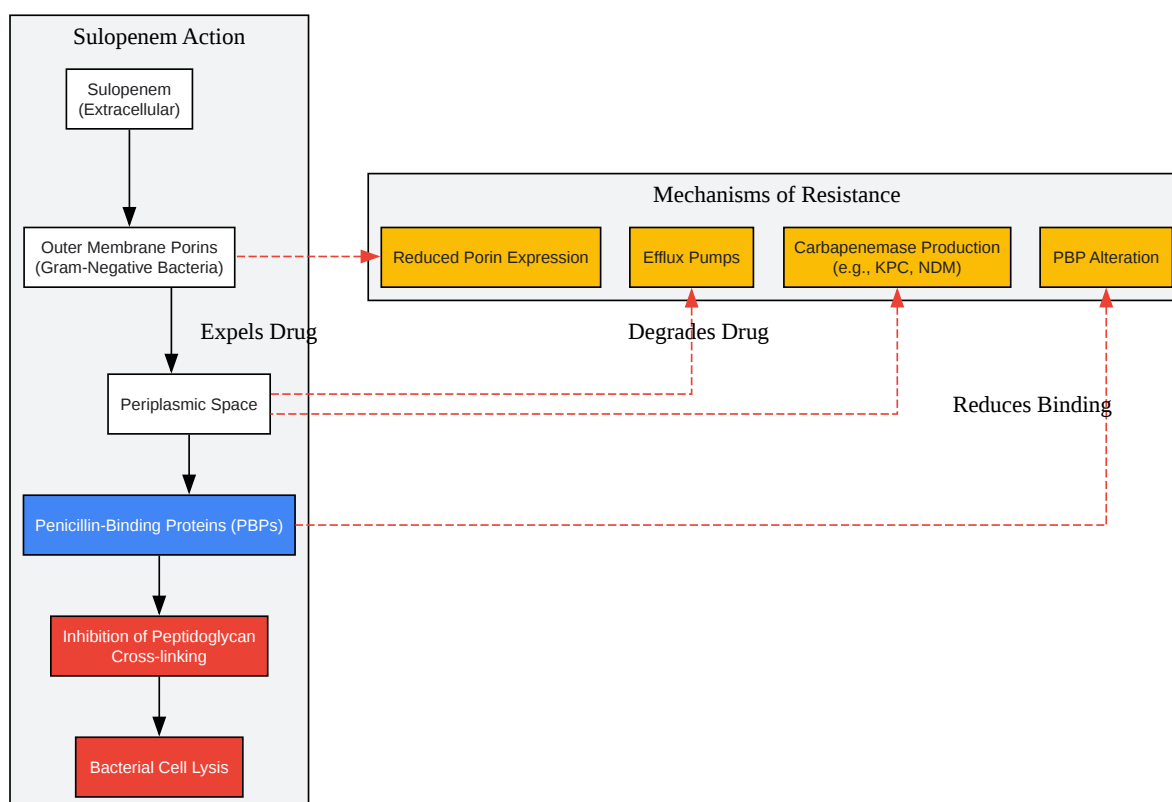 Sulopenem Action
Sulopenem
(Extracellular)
Mechanisms of Resistance
Outer Membrane Porins
(Gram-Negative Bacteria)
Reduced Porin Expression
Efflux Pumps
Carbapenemase Production
(e.g., KPC, NDM)
PBP Alteration
Expels Drug
Degrades Drug
Periplasmic Space
Reduces Binding
Penicillin-Binding Proteins (PBPs)
Inhibition of Peptidoglycan
Cross-linking
Bacterial Cell Lysis